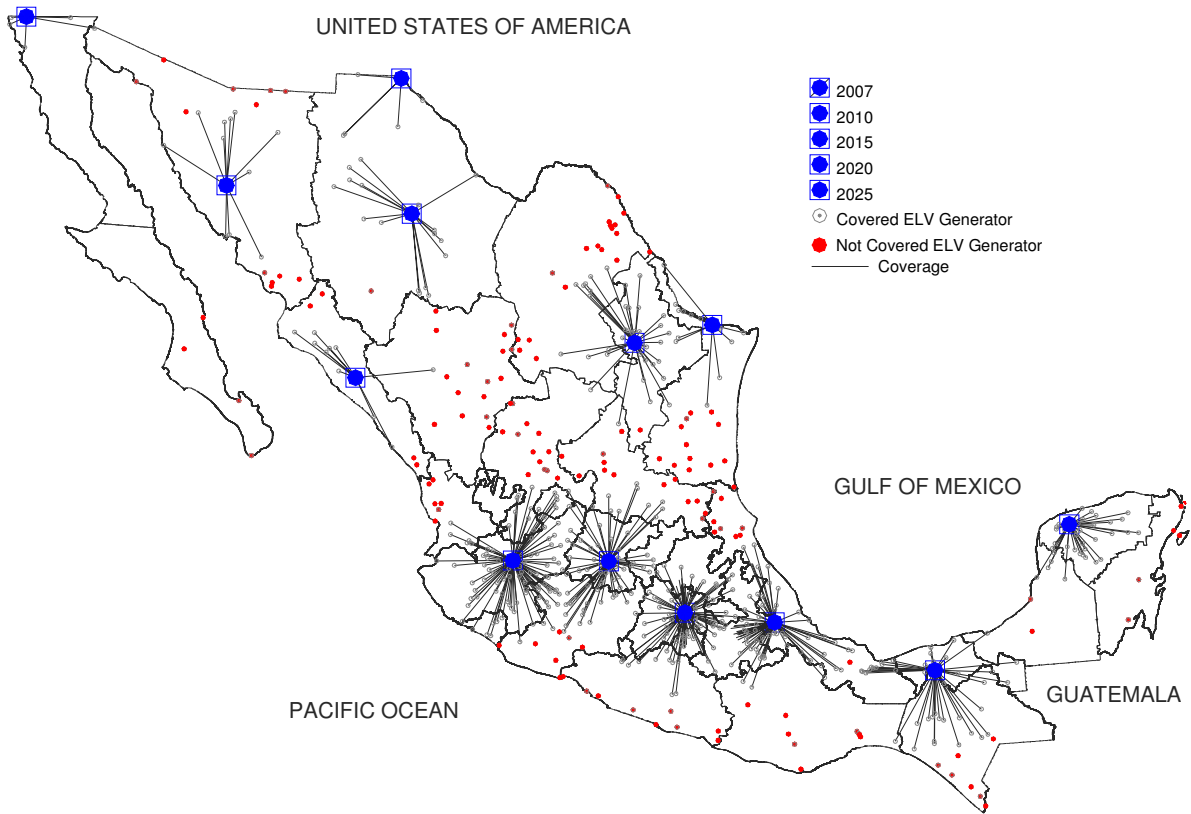 UNITED STATES OF AMERICA
2007
2010
2015
2020
2025
Covered ELV Generator
Not Covered ELV Generator
Coverage
GULF OF MEXICO
GUATEMALA
PACIFIC OCEAN